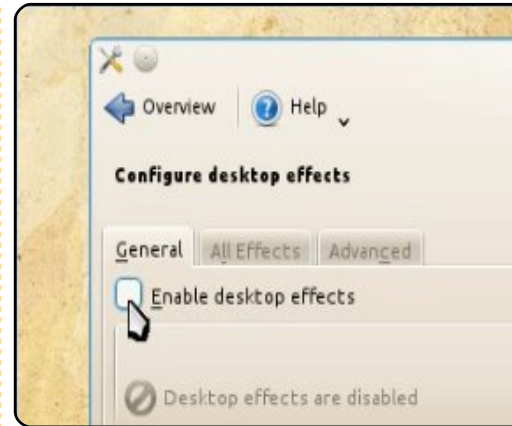 Overview Help
Configure desktop effects
General All Effects Advanced
Enable desktop effects
Desktop effects are disabled